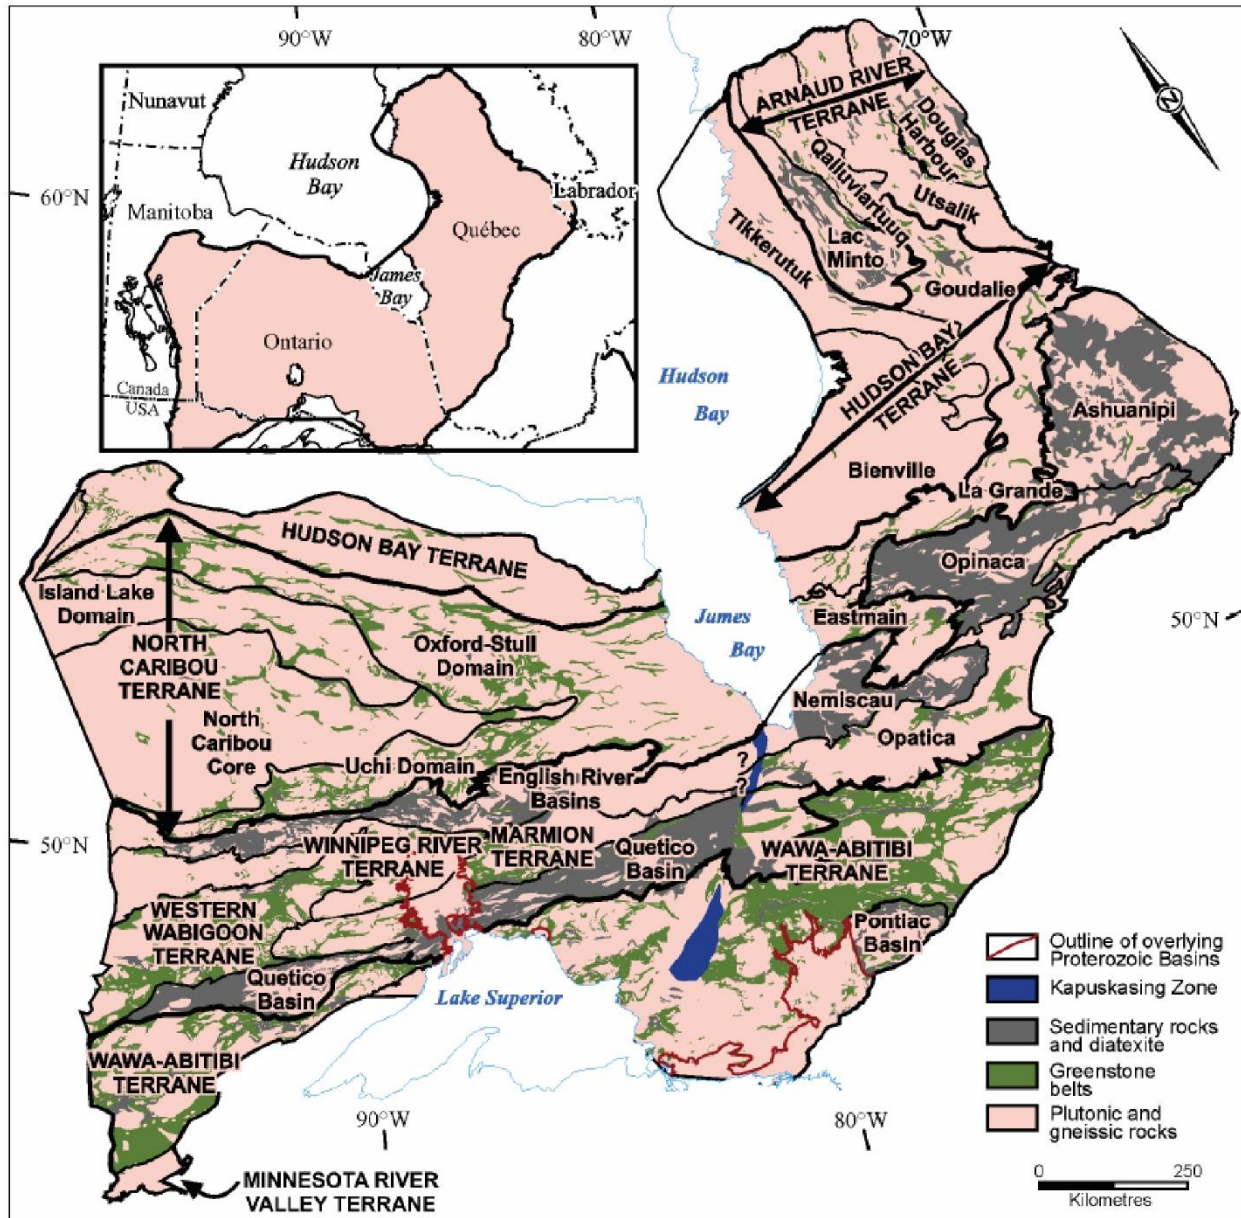 90°W
80°W
70°W
60°N
50°N
50°N
90°W
80°W
N
Nunavut
Hudson
Bay
Manitoba
Labrador
Québec
James
Bay
Ontario
Canada
USA
ARNAUD RIVER
TERRANE
Douglas
Harbour
Qaliuviartuuq
Utsalik
Tikkerutuk
Lac
Minto
Goudalie
HUDSON BAY
TERRANE
Hudson
Bay
Ashuanipi
Bienville
La Grande
Opinaca
Eastmain
HUDSON BAY TERRANE
Island Lake
Domain
NORTH
CARIBOU
TERRANE
Oxford-Stull
Domain
James
Bay
Nemiscau
Opatica
North
Caribou
Core
Uchi Domain
English River
Basins
?
?
WINNIPEG RIVER
TERRANE
MARMION
TERRANE
Quetico
Basin
WAWA-ABITIBI
TERRANE
WESTERN
WABIGOON
TERRANE
Pontiac
Basin
Quetico
Basin
Lake Superior
WAWA-ABITIBI
TERRANE
MINNESOTA RIVER
VALLEY TERRANE
Outline of overlying
Proterozoic Basins
Kapuskasing Zone
Sedimentary rocks
and diatexite
Greenstone
belts
Plutonic and
gneissic rocks
0 250
Kilometres